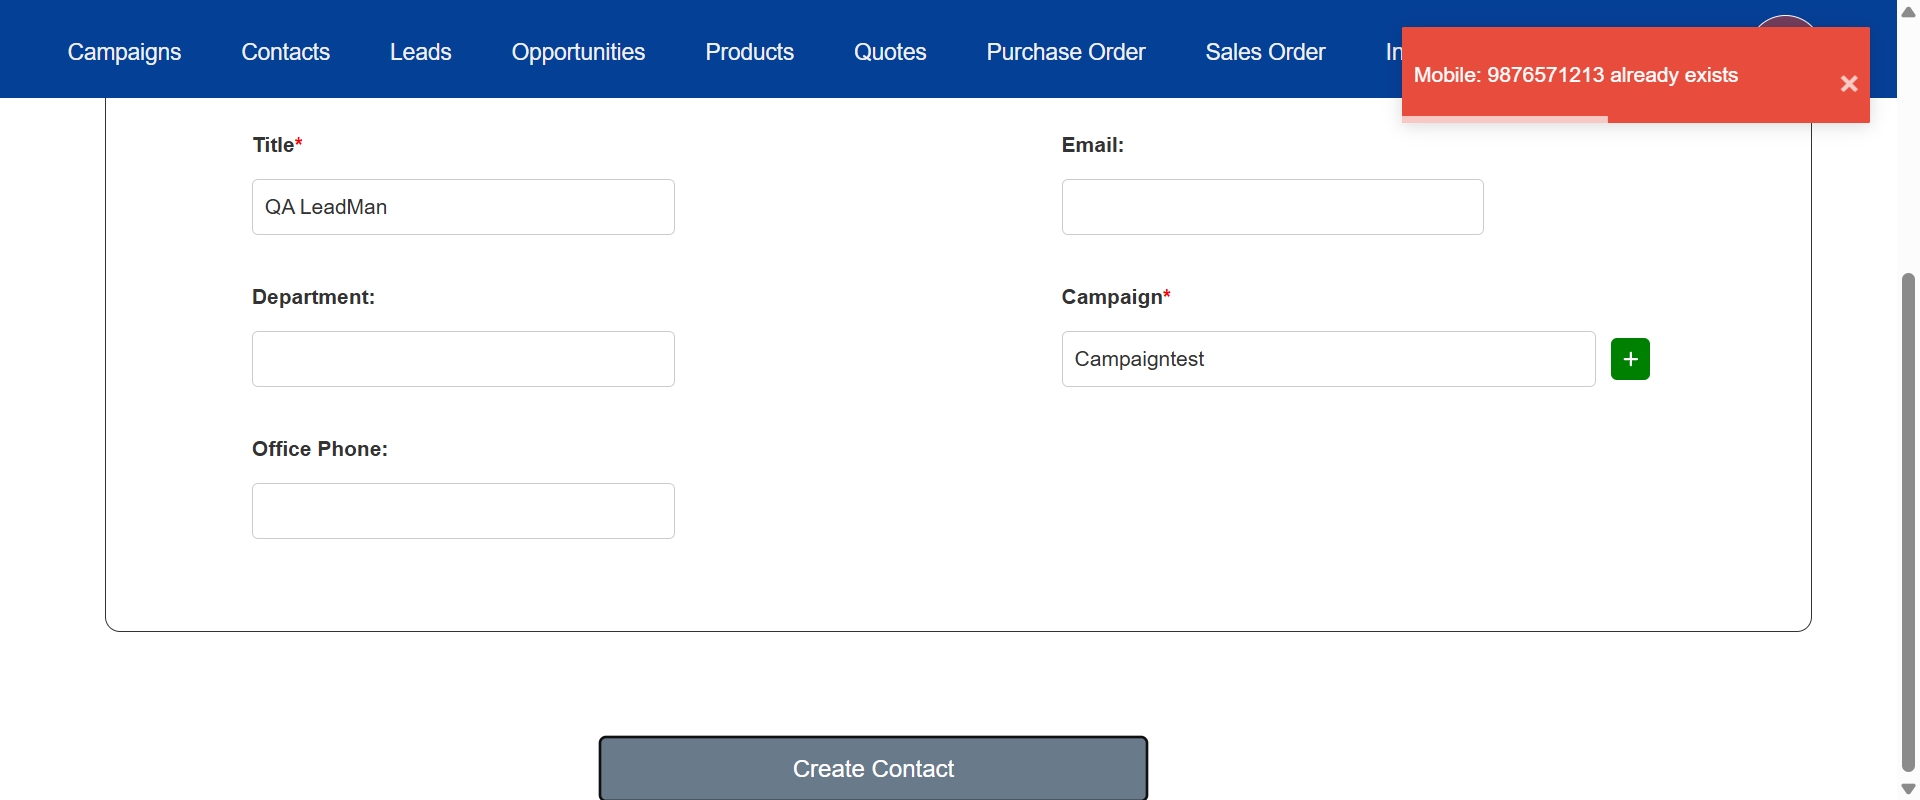 Campaigns Contacts Leads Opportunities Products Quotes Purchase Order Sales Order
Mobile: 9876571213 already exists
Title*
Email:
QA LeadMan
Department:
Campaign*
Campaigntest
+
Office Phone:
Create Contact